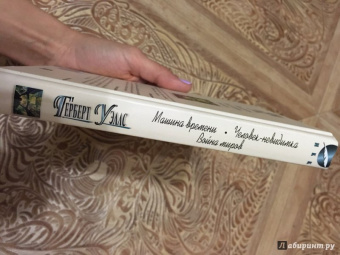 Герберт Уэллс
Машина времени • Человек-невидимка
Война миров
Лабиринт.ру